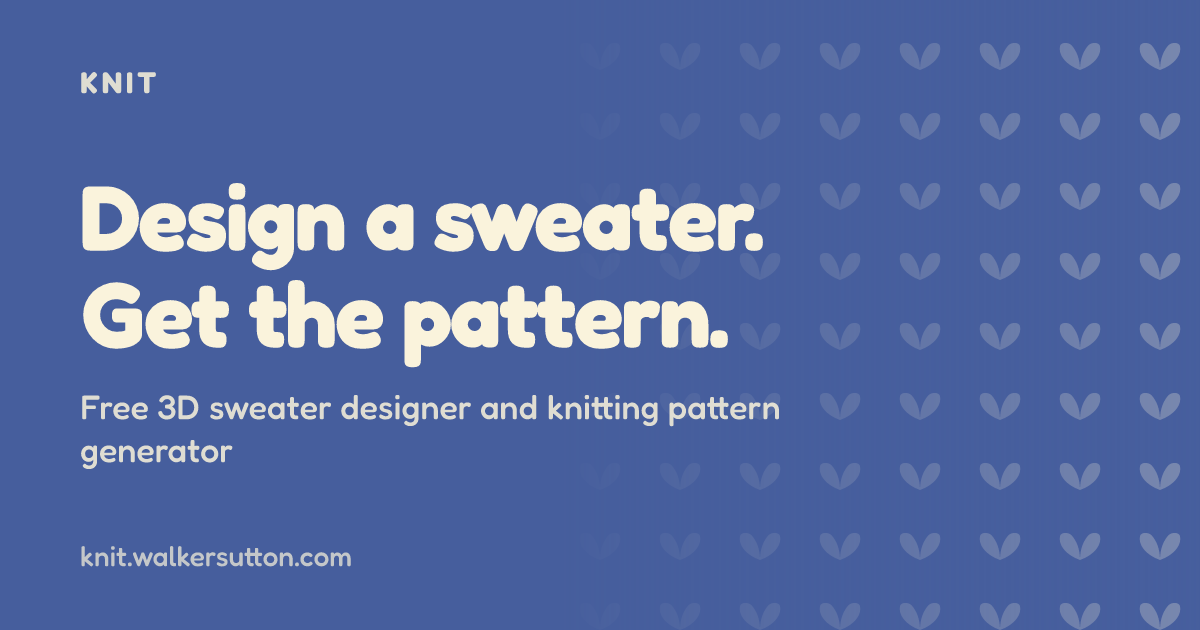 KNIT
Design a sweater.
Get the pattern.
Free 3D sweater designer and knitting pattern
generator
knit.walkersutton.com